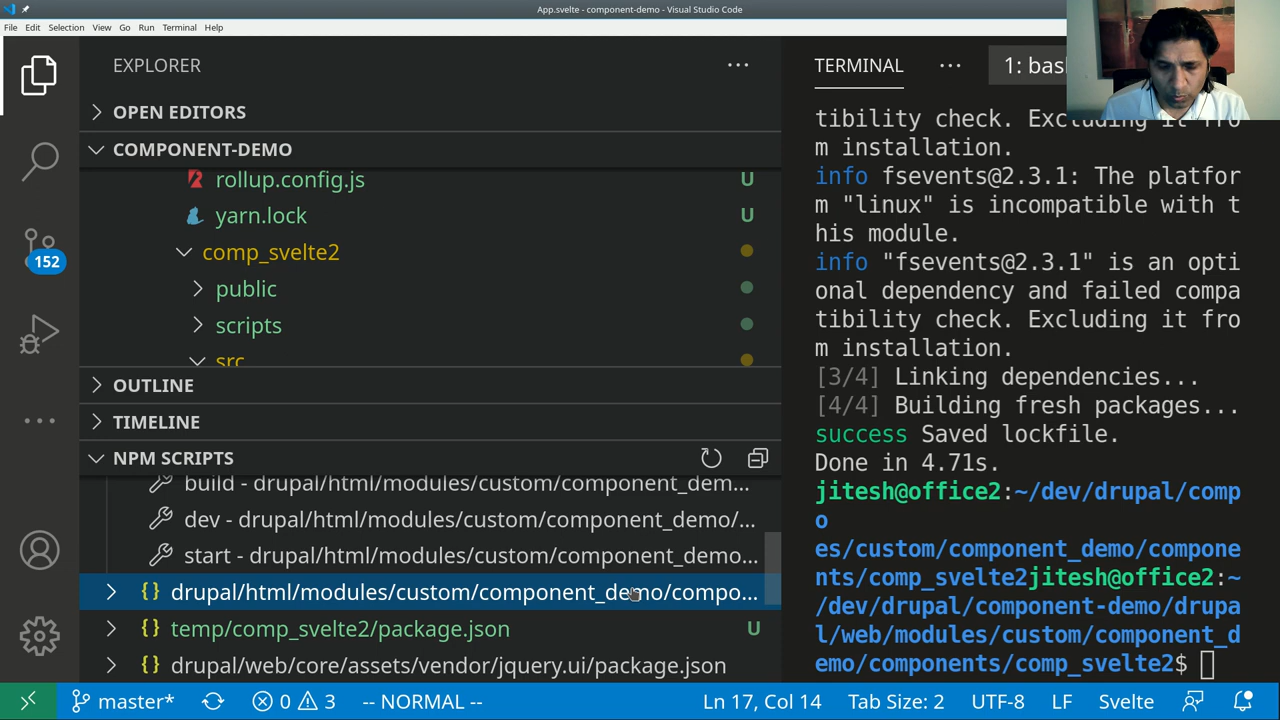 App.svelte - component-demo - Visual Studio Code
File Edit Selection View Go Run Terminal Help
EXPLORER
OPEN EDITORS
COMPONENT-DEMO
rollup.config.js U
yarn.lock U
comp_svelte2
public
scripts
src
OUTLINE
TIMELINE
NPM SCRIPTS
build - drupal/html/modules/custom/component_dem...
dev - drupal/html/modules/custom/component_demo/...
start - drupal/html/modules/custom/component_demo...
{} drupal/html/modules/custom/component_demo/compo...
{} temp/comp_svelte2/package.json U
{} drupal/web/core/assets/vendor/jquery.ui/package.json
152
TERMINAL ... 1: bas
tibility check. Excluding it fro
m installation.
info fsevents@2.3.1: The platfor
m "linux" is incompatible with t
his module.
info "fsevents@2.3.1" is an opti
onal dependency and failed compa
tibility check. Excluding it fro
m installation.
[3/4] Linking dependencies...
[4/4] Building fresh packages...
success Saved lockfile.
Done in 4.71s.
jitesh@office2:~/dev/drupal/comp
o
es/custom/component_demo/compone
nts/comp_svelte2jitesh@office2:~
/dev/drupal/component-demo/drupa
l/web/modules/custom/component_d
emo/components/comp_svelte2$
master* 0 3 -- NORMAL -- Ln 17, Col 14 Tab Size: 2 UTF-8 LF Svelte